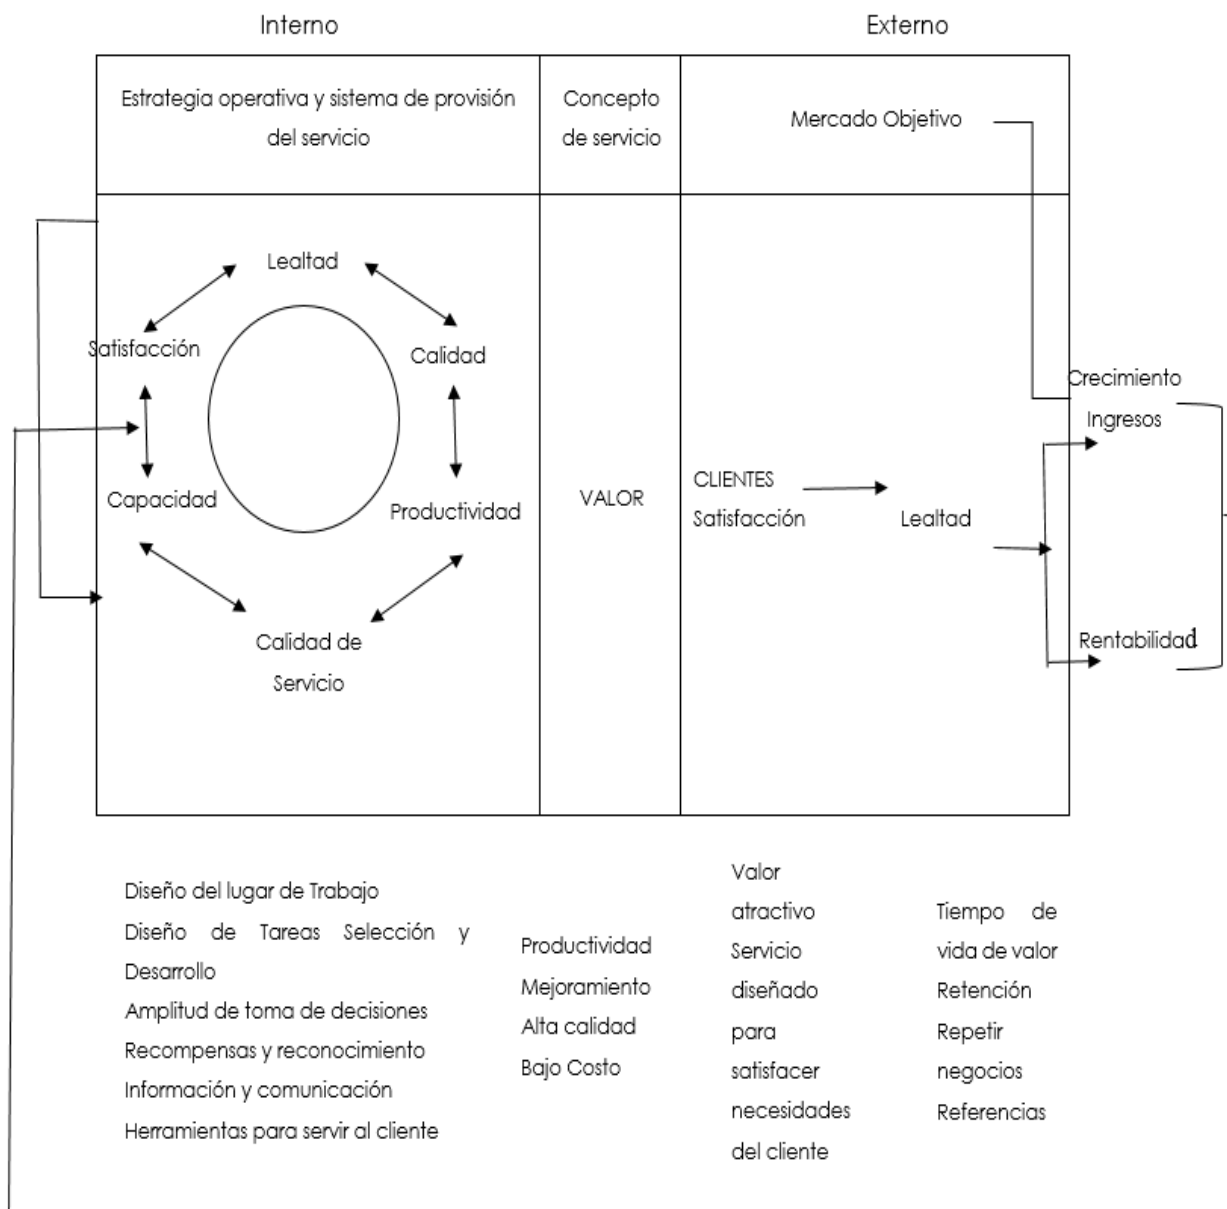 Interno
Externo
Estrategia operativa y sistema de provisión
del servicio
Concepto
de servicio
Mercado Objetivo
Lealtad
Satisfacción
Calidad
Capacidad
Productividad
Calidad de
Servicio
VALOR
CLIENTES
Satisfacción
Lealtad
Crecimiento
Ingresos
Rentabilidad
Diseño del lugar de Trabajo
Diseño de Tareas Selección y
Desarrollo
Amplitud de toma de decisiones
Recompensas y reconocimiento
Información y comunicación
Herramientas para servir al cliente
Productividad
Mejoramiento
Alta calidad
Bajo Costo
Valor
atractivo
Servicio
diseñado
para
satisfacer
necesidades
del cliente
Tiempo de
vida de valor
Retención
Repetir
negocios
Referencias